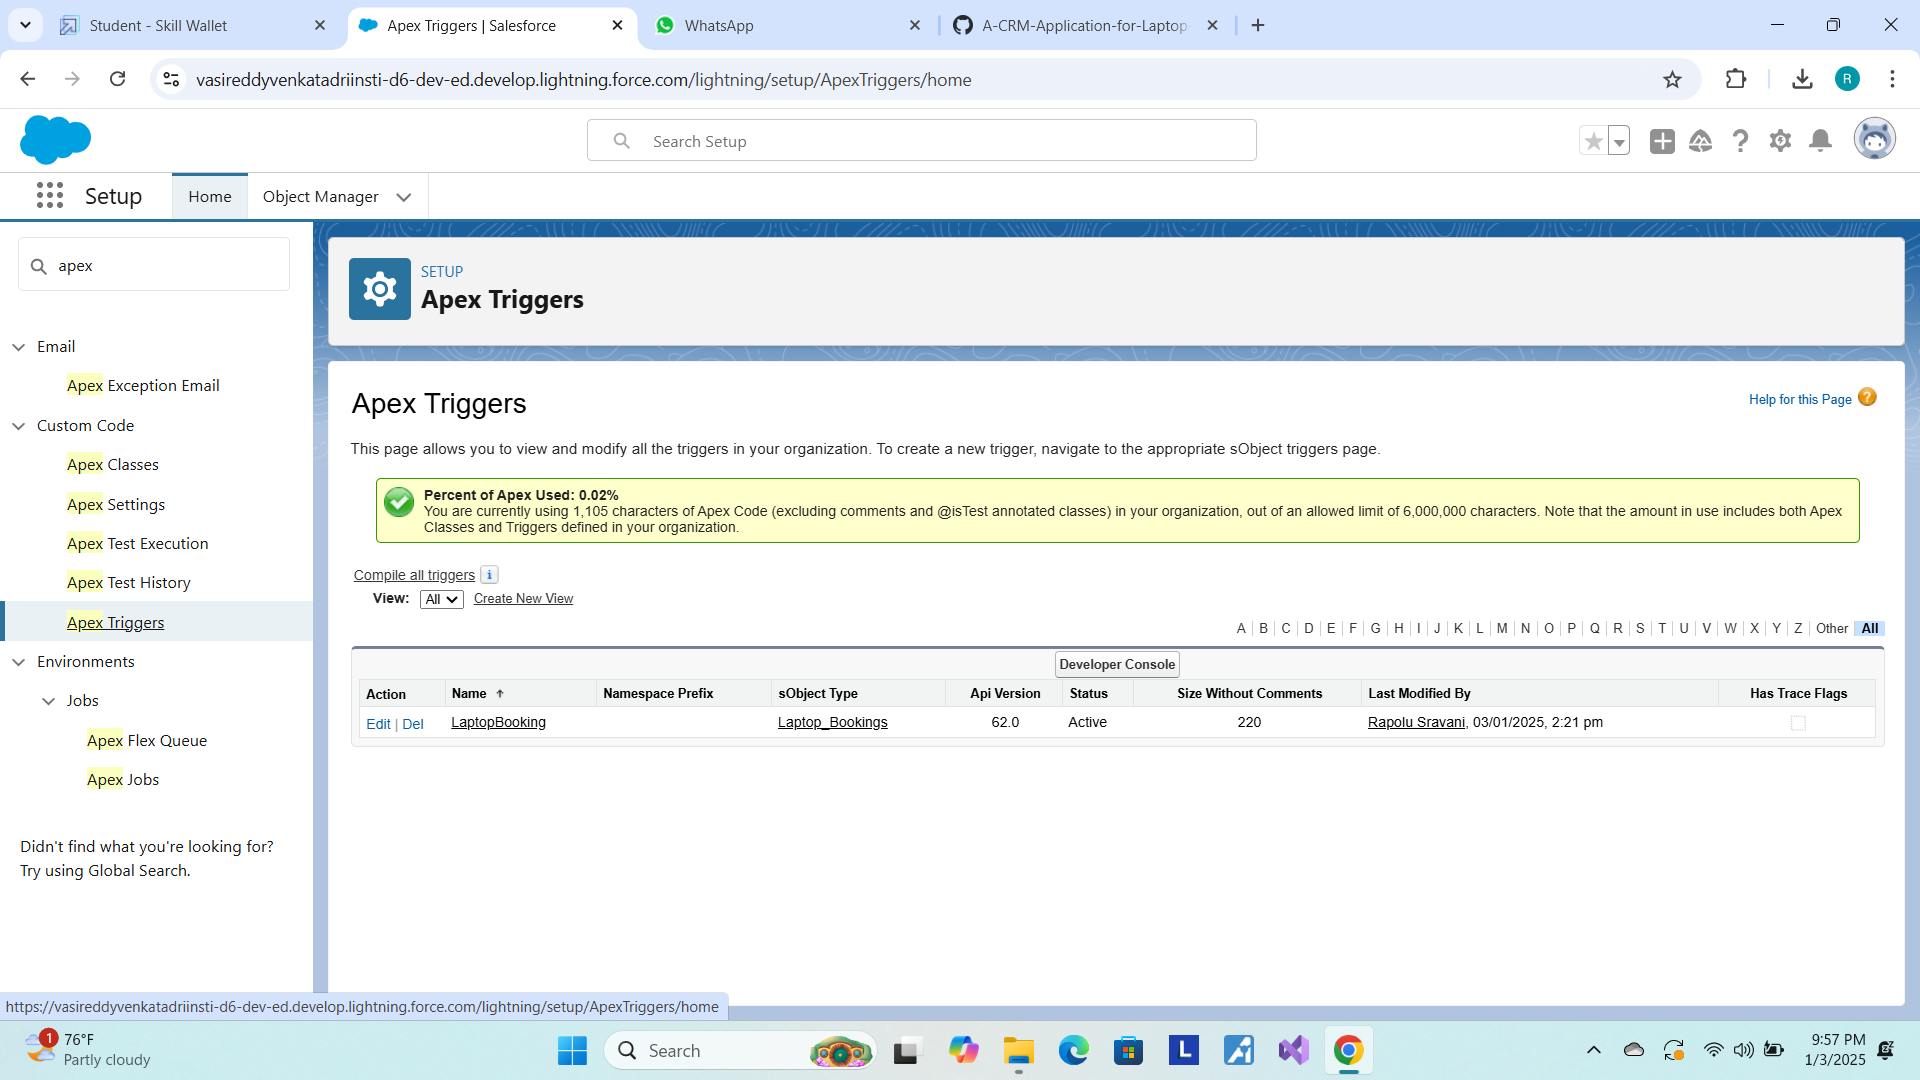 Student - Skill Wallet
Apex Triggers | Salesforce
WhatsApp
A-CRM-Application-for-Laptop-
vasireddyvenkatadriinsti-d6-dev-ed.develop.lightning.force.com/lightning/setup/ApexTriggers/home
R
Search Setup
Setup
Home
Object Manager
apex
Email
Apex Exception Email
Custom Code
Apex Classes
Apex Settings
Apex Test Execution
Apex Test History
Apex Triggers
Environments
Jobs
Apex Flex Queue
Apex Jobs
Didn't find what you're looking for?
Try using Global Search.
SETUP
Apex Triggers
Apex Triggers
Help for this Page ?
This page allows you to view and modify all the triggers in your organization. To create a new trigger, navigate to the appropriate sObject triggers page.
Percent of Apex Used: 0.02%
You are currently using 1,105 characters of Apex Code (excluding comments and @isTest annotated classes) in your organization, out of an allowed limit of 6,000,000 characters. Note that the amount in use includes both Apex
Classes and Triggers defined in your organization.
Compile all triggers i
View: All Create New View
A | B | C | D | E | F | G | H | I | J | K | L | M | N | O | P | Q | R | S | T | U | V | W | X | Y | Z | Other | All
Developer Console
Action Name Namespace Prefix sObject Type Api Version Status Size Without Comments Last Modified By Has Trace Flags
Edit | Del LaptopBooking Laptop_Bookings 62.0 Active 220 Rapolu Sravani, 03/01/2025, 2:21 pm
https://vasireddyvenkatadriinsti-d6-dev-ed.develop.lightning.force.com/lightning/setup/ApexTriggers/home
1
76°F
Partly cloudy
Search
L
9:57 PM
1/3/2025